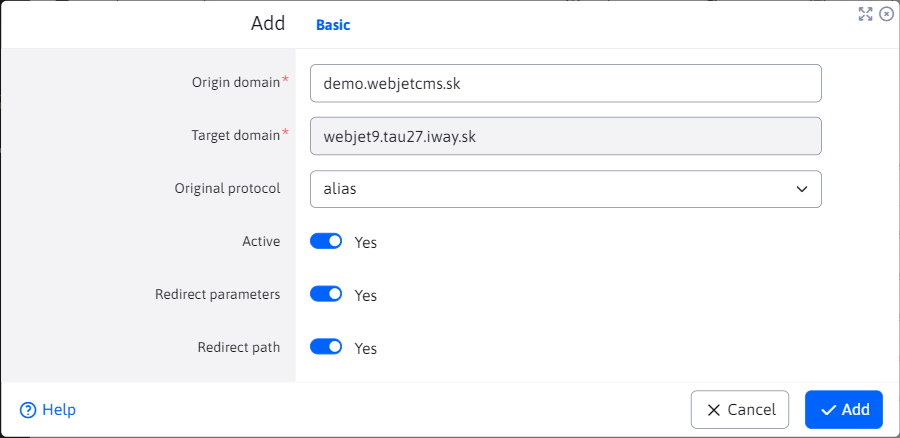 Add Basic
Origin domain* demo.webjetcms.sk
Target domain* webjet9.tau27.iway.sk
Original protocol alias
Active Yes
Redirect parameters Yes
Redirect path Yes
Help Cancel Add